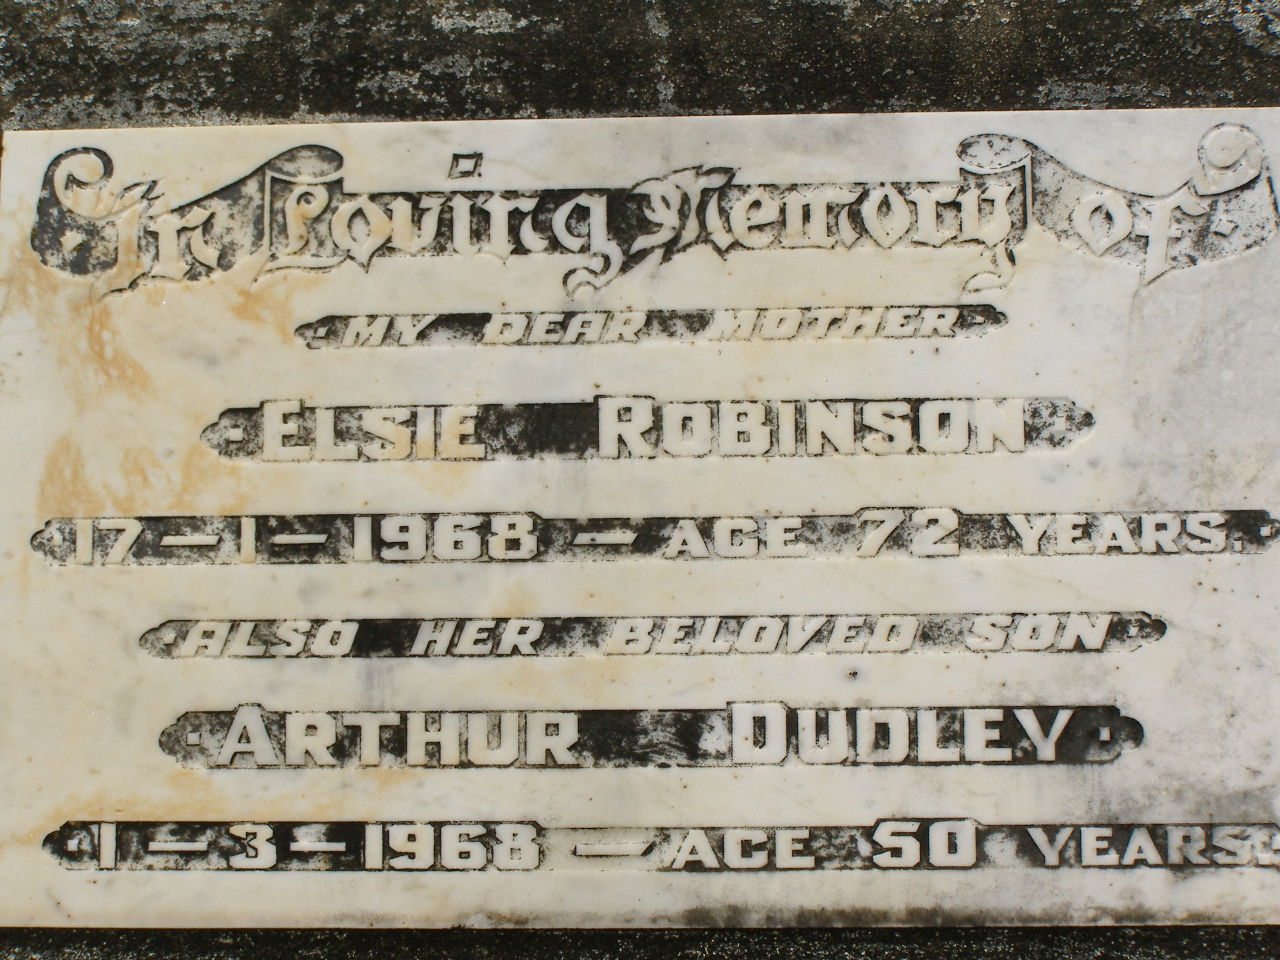 In Loving Memory of
MY DEAR MOTHER
ELSIE ROBINSON
17 — 1 — 1968 — AGE 72 YEARS.
ALSO HER BELOVED SON
ARTHUR DUDLEY
1 — 3 — 1968 — AGE 50 YEARS.